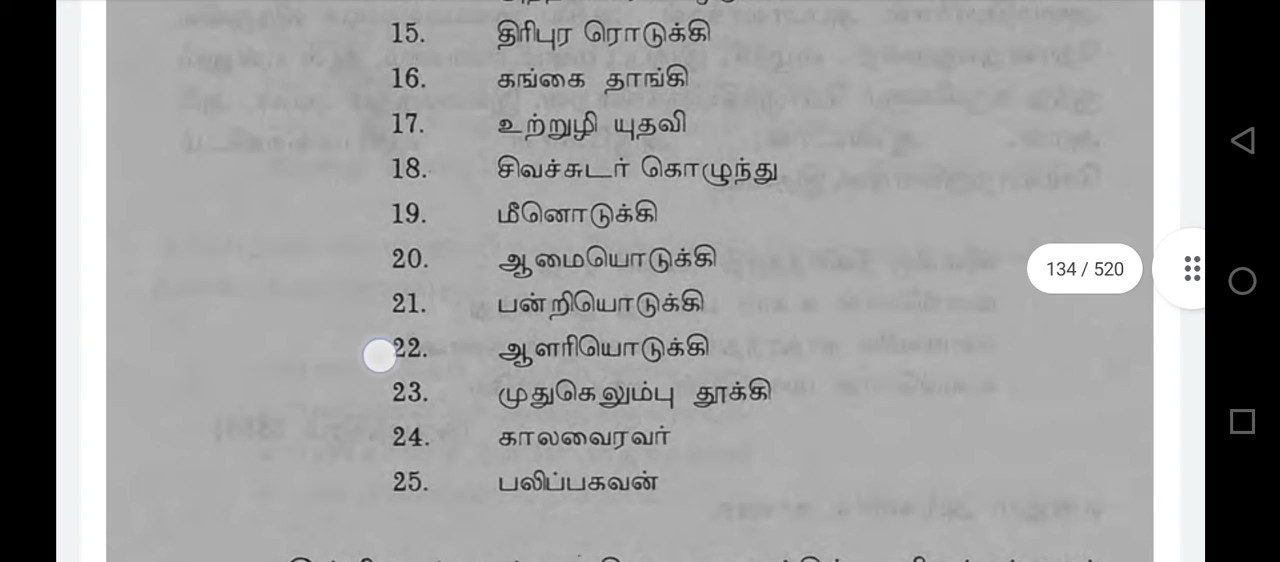 15. திரிபுர ரொடுக்கி
16. கங்கை தாங்கி
17. உற்றுழி யுதவி
18. சிவச்சுடர் கொழுந்து
19. மீனொடுக்கி
20. ஆமையொடுக்கி
134 / 520
21. பன்றியொடுக்கி
22. ஆளரியொடுக்கி
23. முதுகெலும்பு தூக்கி
24. காலவைரவர்
25. பலிப்பகவன்